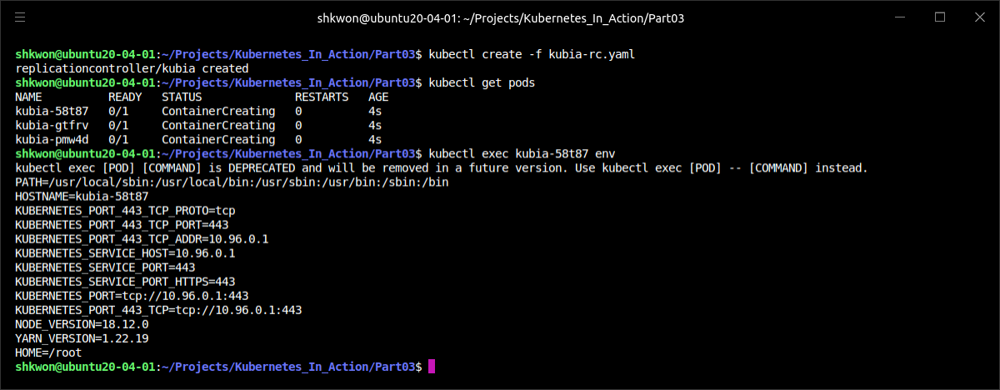 shkwon@ubuntu20-04-01: ~/Projects/Kubernetes_In_Action/Part03
shkwon@ubuntu20-04-01:~/Projects/Kubernetes_In_Action/Part03$ kubectl create -f kubia-rc.yaml
replicationcontroller/kubia created
shkwon@ubuntu20-04-01:~/Projects/Kubernetes_In_Action/Part03$ kubectl get pods
NAME          READY   STATUS              RESTARTS   AGE
kubia-58t87   0/1     ContainerCreating   0          4s
kubia-gtfrv   0/1     ContainerCreating   0          4s
kubia-pmw4d   0/1     ContainerCreating   0          4s
shkwon@ubuntu20-04-01:~/Projects/Kubernetes_In_Action/Part03$ kubectl exec kubia-58t87 env
kubectl exec [POD] [COMMAND] is DEPRECATED and will be removed in a future version. Use kubectl exec [POD] -- [COMMAND] instead.
PATH=/usr/local/sbin:/usr/local/bin:/usr/sbin:/usr/bin:/sbin:/bin
HOSTNAME=kubia-58t87
KUBERNETES_PORT_443_TCP_PROTO=tcp
KUBERNETES_PORT_443_TCP_PORT=443
KUBERNETES_PORT_443_TCP_ADDR=10.96.0.1
KUBERNETES_SERVICE_HOST=10.96.0.1
KUBERNETES_SERVICE_PORT=443
KUBERNETES_SERVICE_PORT_HTTPS=443
KUBERNETES_PORT=tcp://10.96.0.1:443
KUBERNETES_PORT_443_TCP=tcp://10.96.0.1:443
NODE_VERSION=18.12.0
YARN_VERSION=1.22.19
HOME=/root
shkwon@ubuntu20-04-01:~/Projects/Kubernetes_In_Action/Part03$